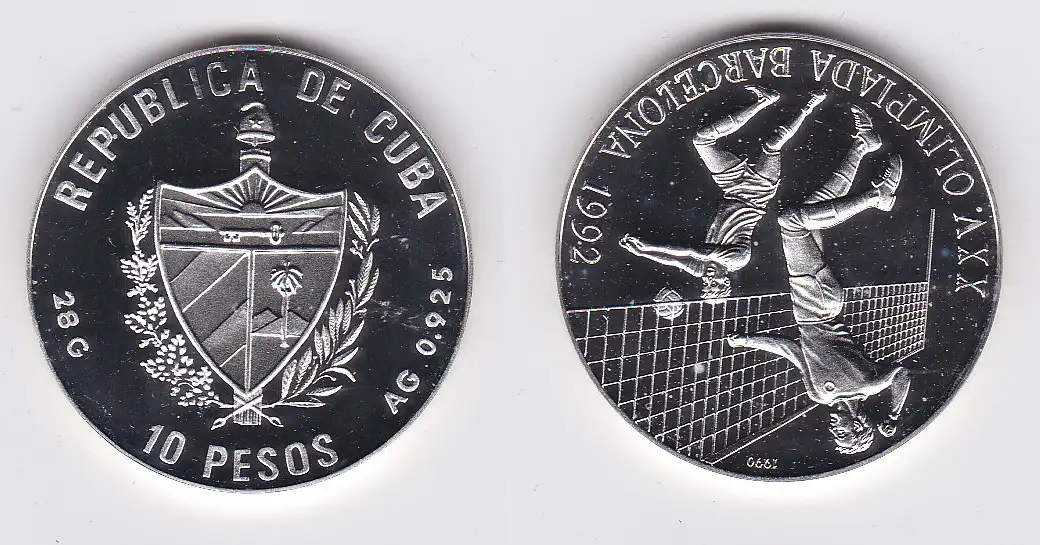 REPUBLICA DE CUBA
28 G
AG 0.925
10 PESOS
XXV. OLIMPIADA BARCELONA 1992
1990